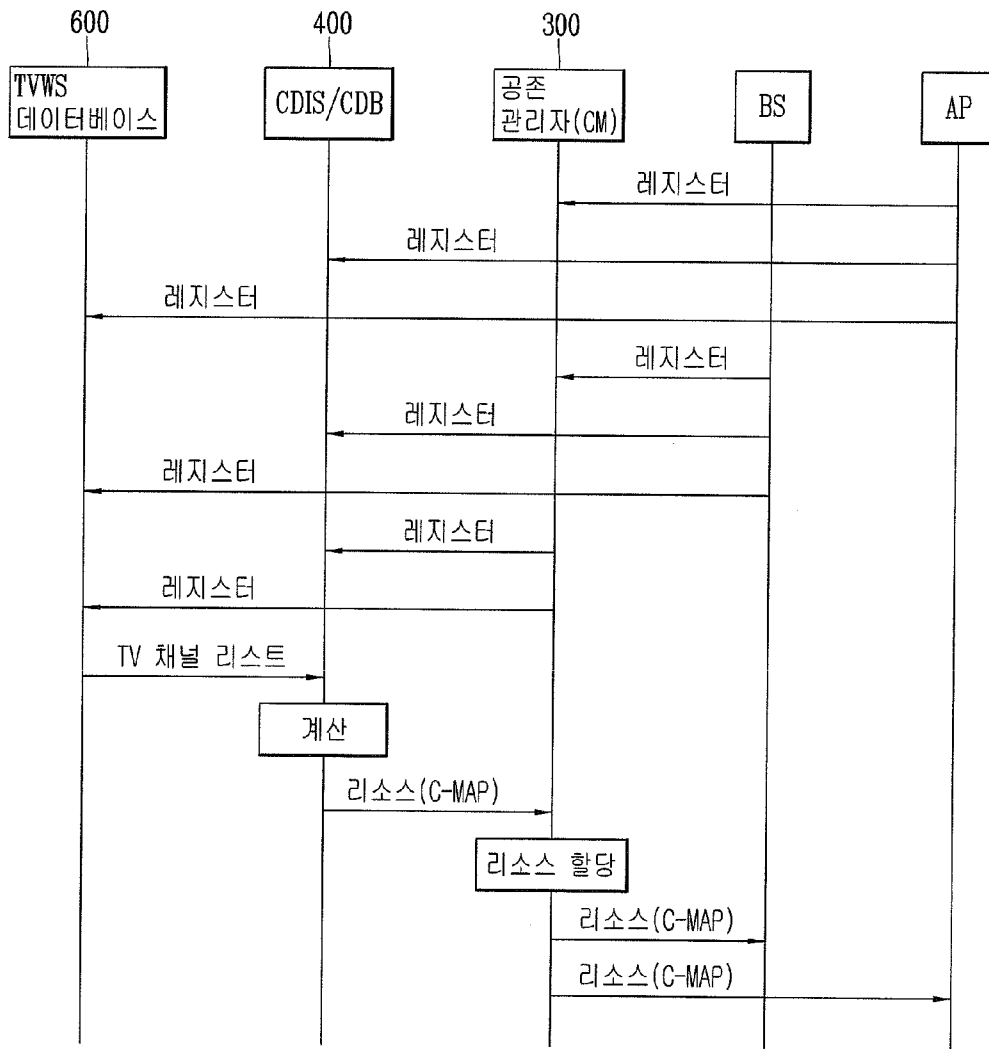 600
400
300
TVWS
데이터베이스
CDIS/CDB
공존
관리자(CM)
BS
AP
레지스터
레지스터
레지스터
레지스터
레지스터
레지스터
레지스터
레지스터
TV 채널 리스트
계산
리소스(C-MAP)
리소스 할당
리소스(C-MAP)
리소스(C-MAP)